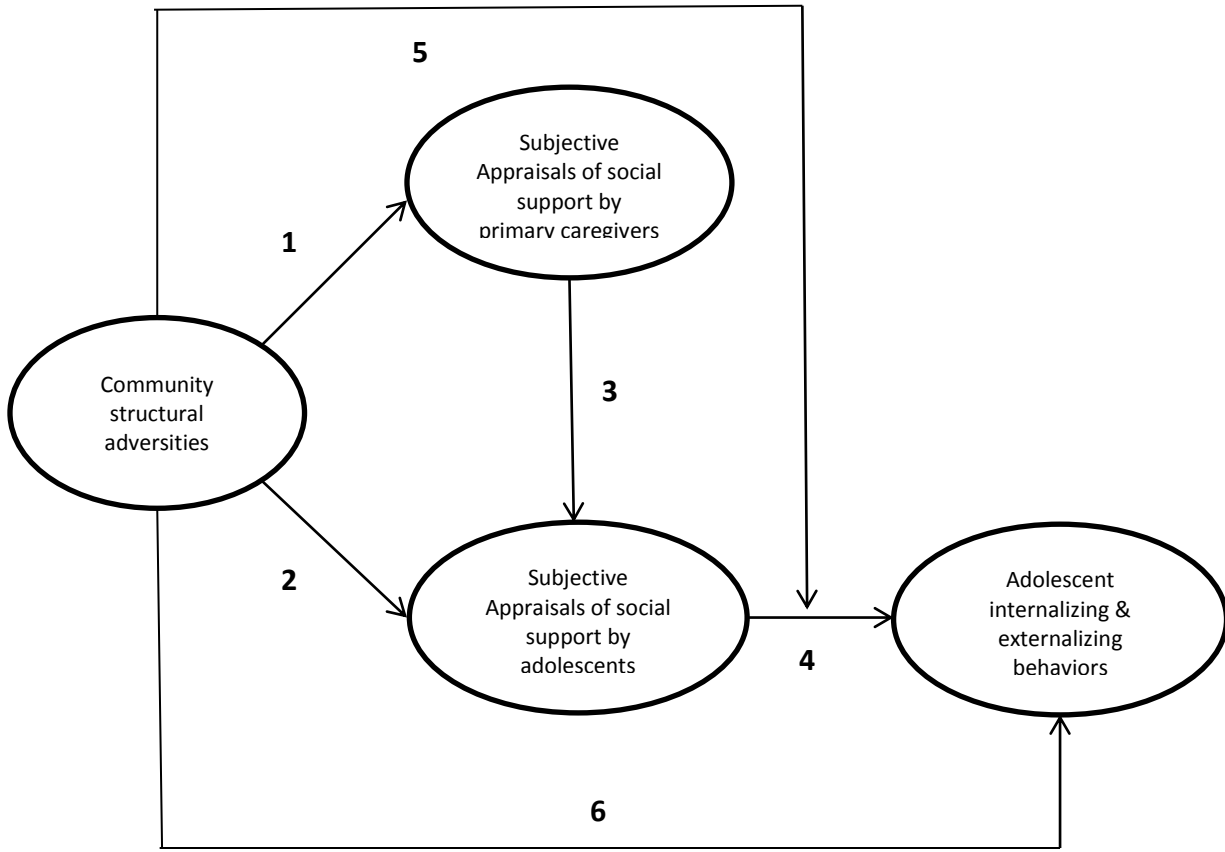 5
Subjective
Appraisals of social
support by
primary caregivers
1
Community
structural
adversities
3
2
Subjective
Appraisals of social
support by
adolescents
4
Adolescent
internalizing &
externalizing
behaviors
6